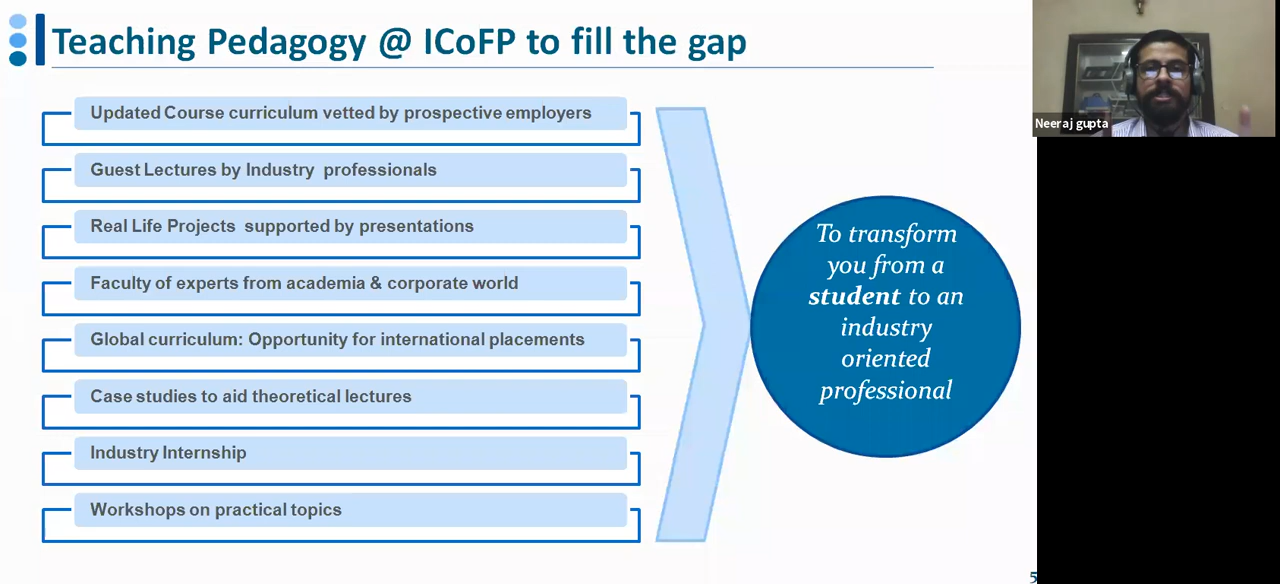 Teaching Pedagogy @ ICoFP to fill the gap
Updated Course curriculum vetted by prospective employers
Guest Lectures by Industry professionals
Real Life Projects supported by presentations
Faculty of experts from academia & corporate world
Global curriculum: Opportunity for international placements
Case studies to aid theoretical lectures
Industry Internship
Workshops on practical topics
To transform
you from a
student to an
industry
oriented
professional
Neeraj gupta
5